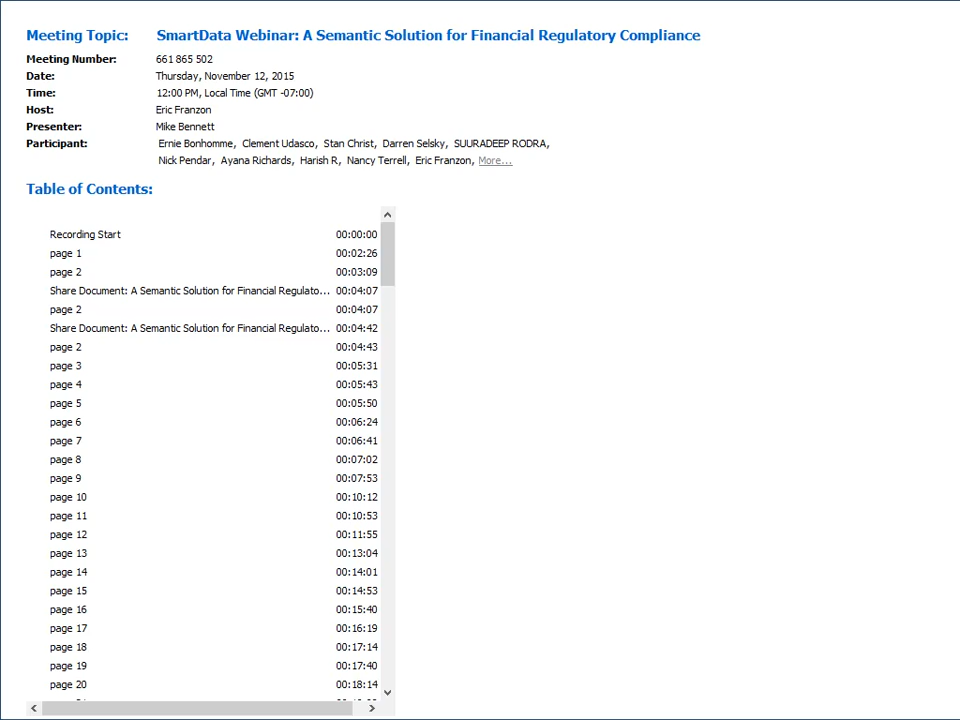 Meeting Topic: SmartData Webinar: A Semantic Solution for Financial Regulatory Compliance
Meeting Number: 661 865 502
Date: Thursday, November 12, 2015
Time: 12:00 PM, Local Time (GMT -07:00)
Host: Eric Franzon
Presenter: Mike Bennett
Participant: Ernie Bonhomme, Clement Udasco, Stan Christ, Darren Selsky, SUURADEEP RODRA,
Nick Pendar, Ayana Richards, Harish R, Nancy Terrell, Eric Franzon, More...
Table of Contents:
Recording Start 00:00:00
page 1 00:02:26
page 2 00:03:09
Share Document: A Semantic Solution for Financial Regulato... 00:04:07
page 2 00:04:07
Share Document: A Semantic Solution for Financial Regulato... 00:04:42
page 2 00:04:43
page 3 00:05:31
page 4 00:05:43
page 5 00:05:50
page 6 00:06:24
page 7 00:06:41
page 8 00:07:02
page 9 00:07:53
page 10 00:10:12
page 11 00:10:53
page 12 00:11:55
page 13 00:13:04
page 14 00:14:01
page 15 00:14:53
page 16 00:15:40
page 17 00:16:19
page 18 00:17:14
page 19 00:17:40
page 20 00:18:14